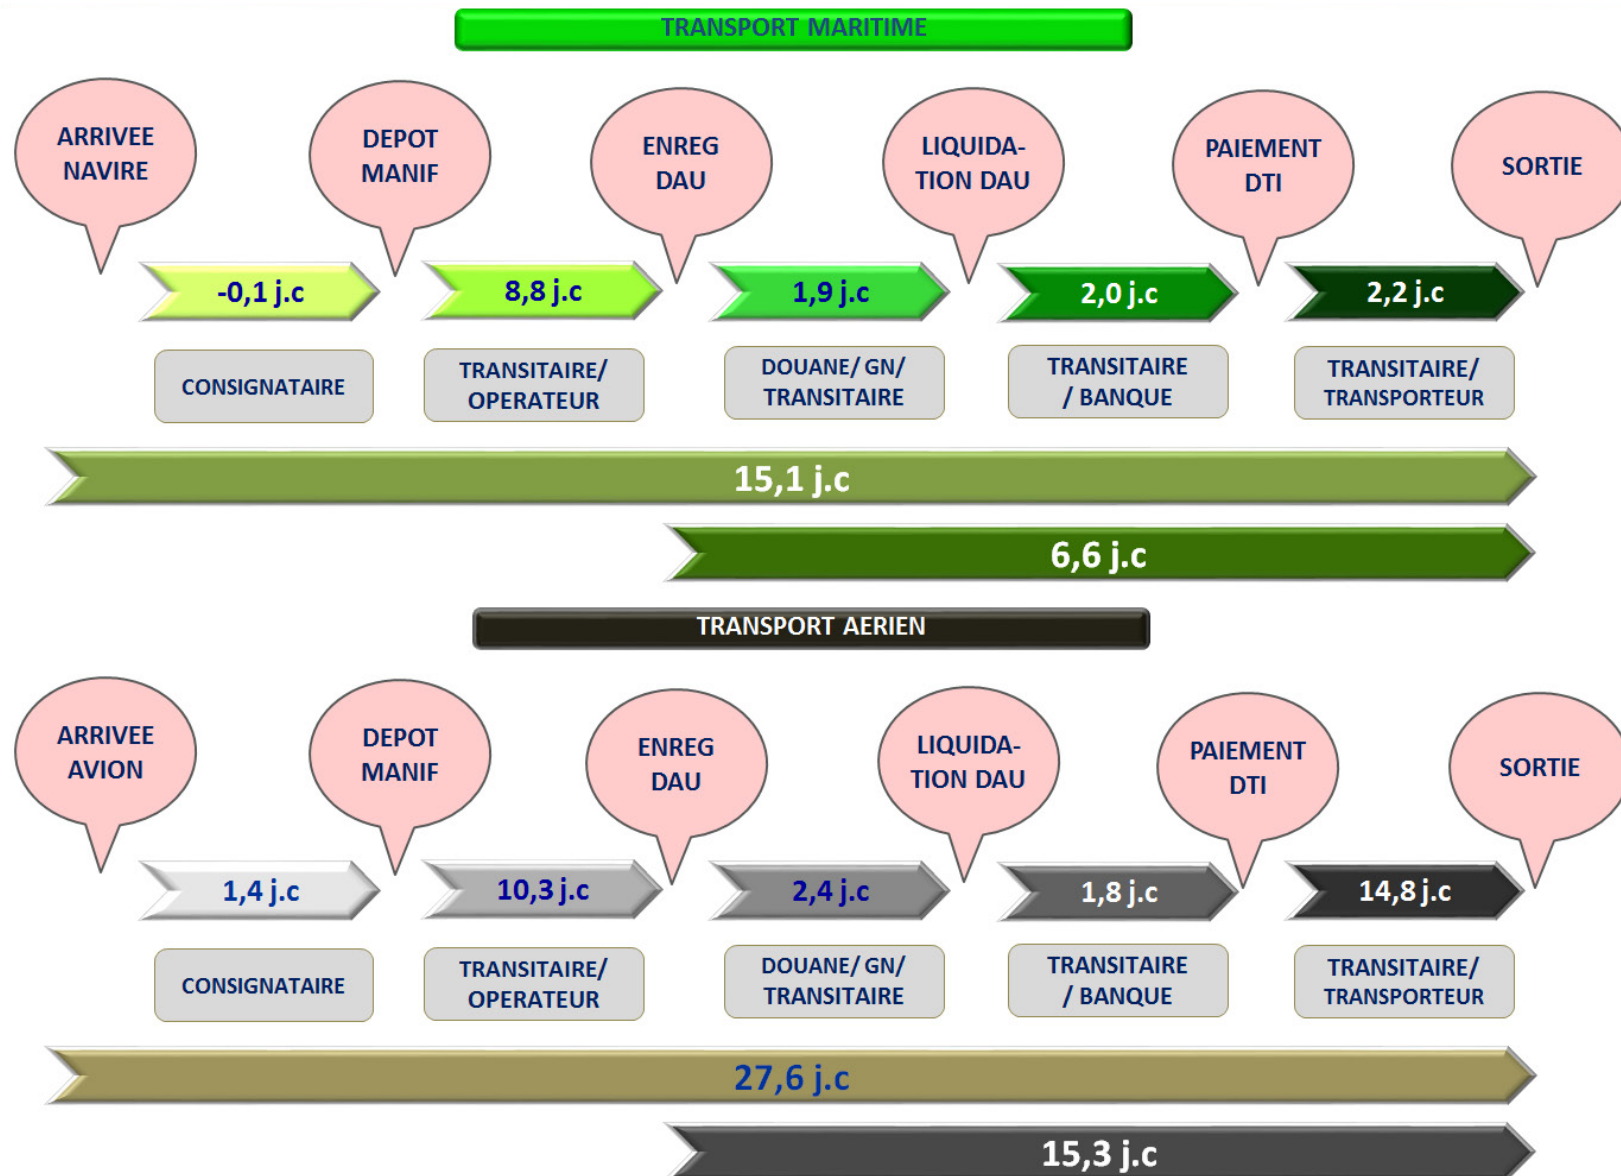 TRANSPORT MARITIME
ARRIVEE
NAVIRE
DEPOT
MANIF
ENREG
DAU
LIQUIDA-
TION DAU
PAIEMENT
DTI
SORTIE
-0,1 j.c
8,8 j.c
1,9 j.c
2,0 j.c
2,2 j.c
CONSIGNATAIRE
TRANSITAIRE/
OPERATEUR
DOUANE/ GN/
TRANSITAIRE
TRANSITAIRE
/ BANQUE
TRANSITAIRE/
TRANSPORTEUR
15,1 j.c
6,6 j.c
TRANSPORT AERIEN
ARRIVEE
AVION
DEPOT
MANIF
ENREG
DAU
LIQUIDA-
TION DAU
PAIEMENT
DTI
SORTIE
1,4 j.c
10,3 j.c
2,4 j.c
1,8 j.c
14,8 j.c
CONSIGNATAIRE
TRANSITAIRE/
OPERATEUR
DOUANE/ GN/
TRANSITAIRE
TRANSITAIRE
/ BANQUE
TRANSITAIRE/
TRANSPORTEUR
27,6 j.c
15,3 j.c